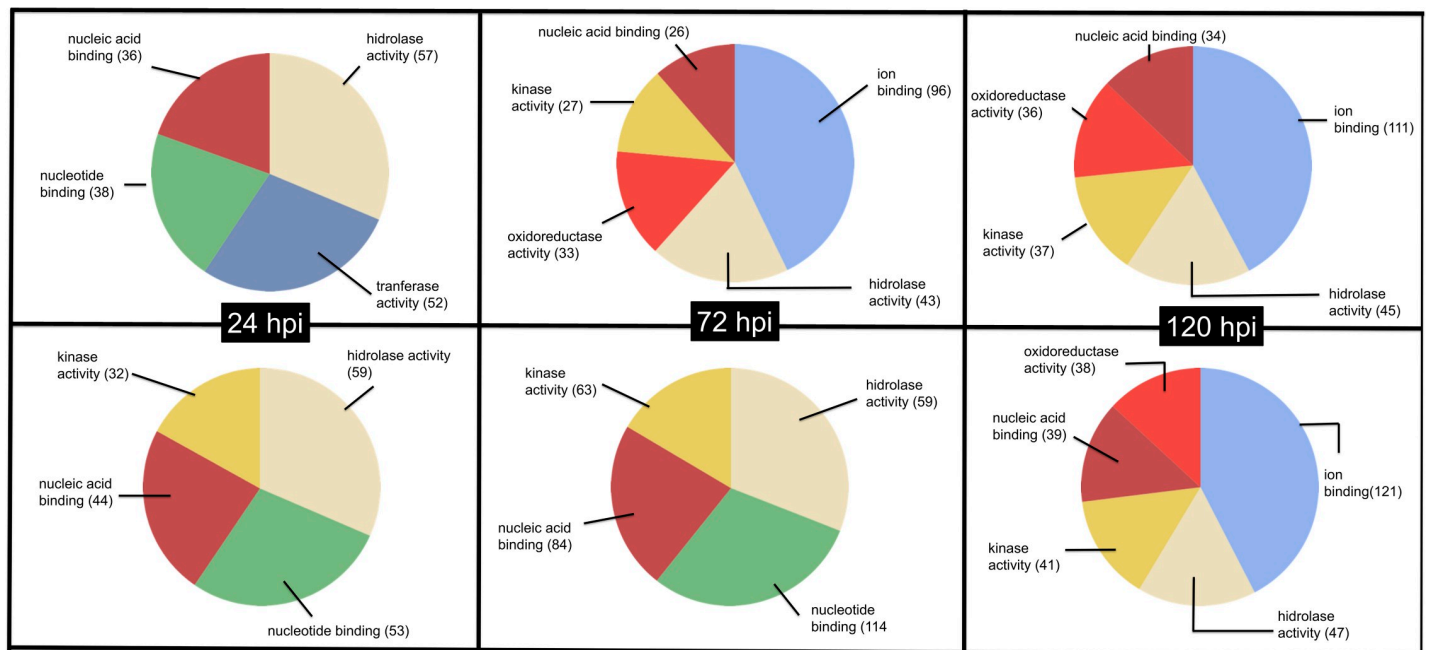 nucleic acid
binding (36)
hidrolase
activity (57)
nucleotide
binding (38)
tranferase
activity (52)
24 hpi
nucleic acid binding (26)
kinase
activity (27)
ion
binding (96)
oxidoreductase
activity (33)
hidrolase
activity (43)
72 hpi
nucleic acid binding (34)
oxidoreductase
activity (36)
ion
binding (111)
kinase
activity (37)
hidrolase
activity (45)
120 hpi
kinase
activity (32)
hidrolase activity
(59)
nucleic acid
binding (44)
nucleotide binding (53)
kinase
activity (63)
hidrolase
activity (59)
nucleic acid
binding (84)
nucleotide
binding (114
oxidoreductase
activity (38)
nucleic acid
binding (39)
ion
binding(121)
kinase
activity (41)
hidrolase
activity (47)